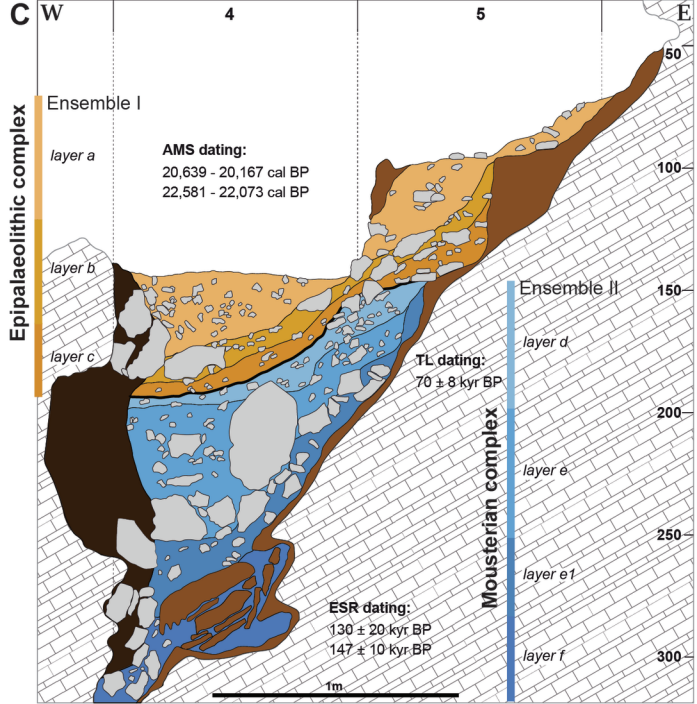 C
W
4
5
E
50
Ensemble I
Epipalaeolithic complex
layer a
AMS dating:
20,639 - 20,167 cal BP
22,581 - 22,073 cal BP
100
layer b
150
Ensemble II
layer c
layer d
TL dating:
70 ± 8 kyr BP
200
Mousterian complex
layer e
250
layer e1
ESR dating:
130 ± 20 kyr BP
147 ± 10 kyr BP
layer f
300
1m